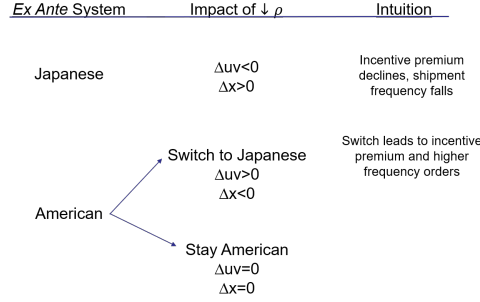 Ex Ante System Impact of ↓ ρ Intuition
Japanese
Δuv<0
Δx>0
Incentive premium
declines, shipment
frequency falls
Switch to Japanese
Δuv>0
Δx<0
Switch leads to incentive
premium and higher
frequency orders
American
Stay American
Δuv=0
Δx=0